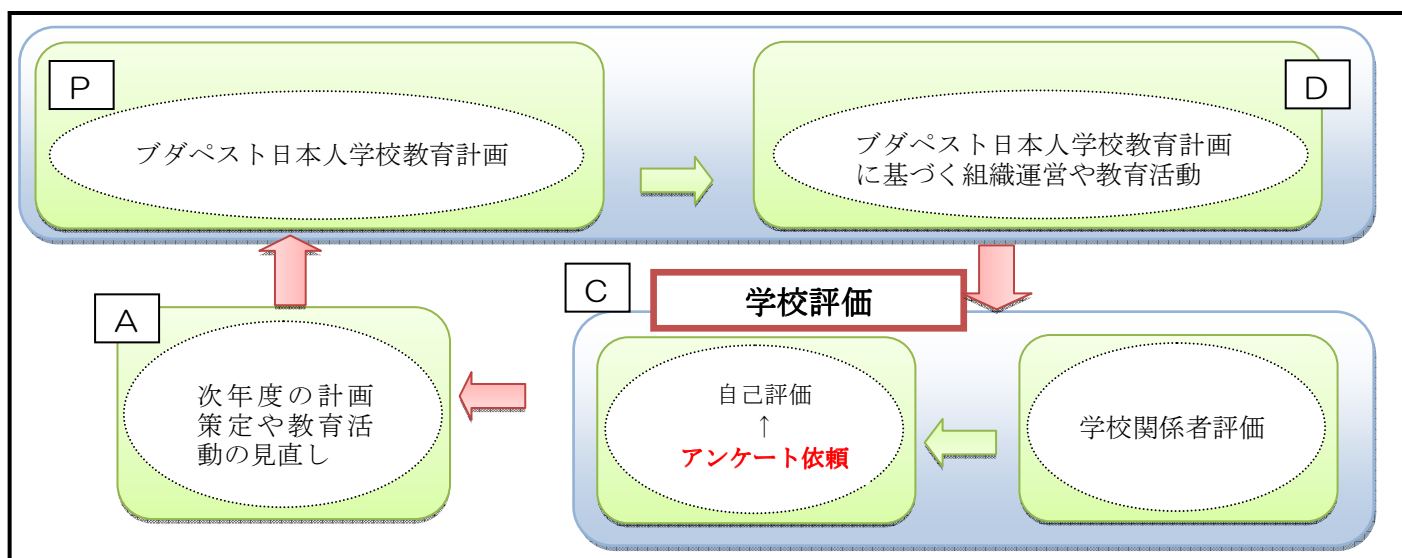 P
ブダペスト日本人学校教育計画
D
ブダペスト日本人学校教育計画
に基づく組織運営や教育活動
A
次年度の計画
策定や教育活
動の見直し
C
学校評価
自己評価
↑
アンケート依頼
学校関係者評価